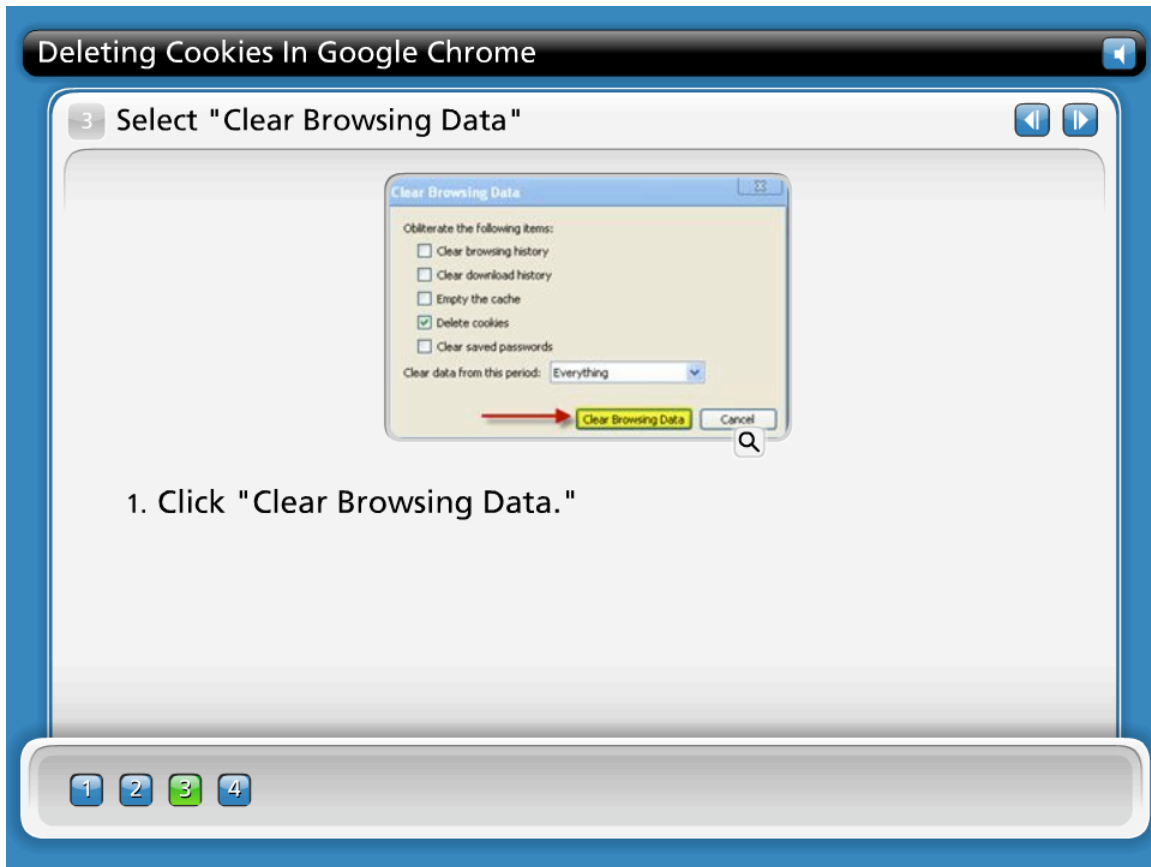 Deleting Cookies In Google Chrome
3 Select "Clear Browsing Data"
Clear Browsing Data
Obliterate the following items:
Clear browsing history
Clear download history
Empty the cache
Delete cookies
Clear saved passwords
Clear data from this period: Everything
Clear Browsing Data Cancel
1. Click "Clear Browsing Data."
1 2 3 4